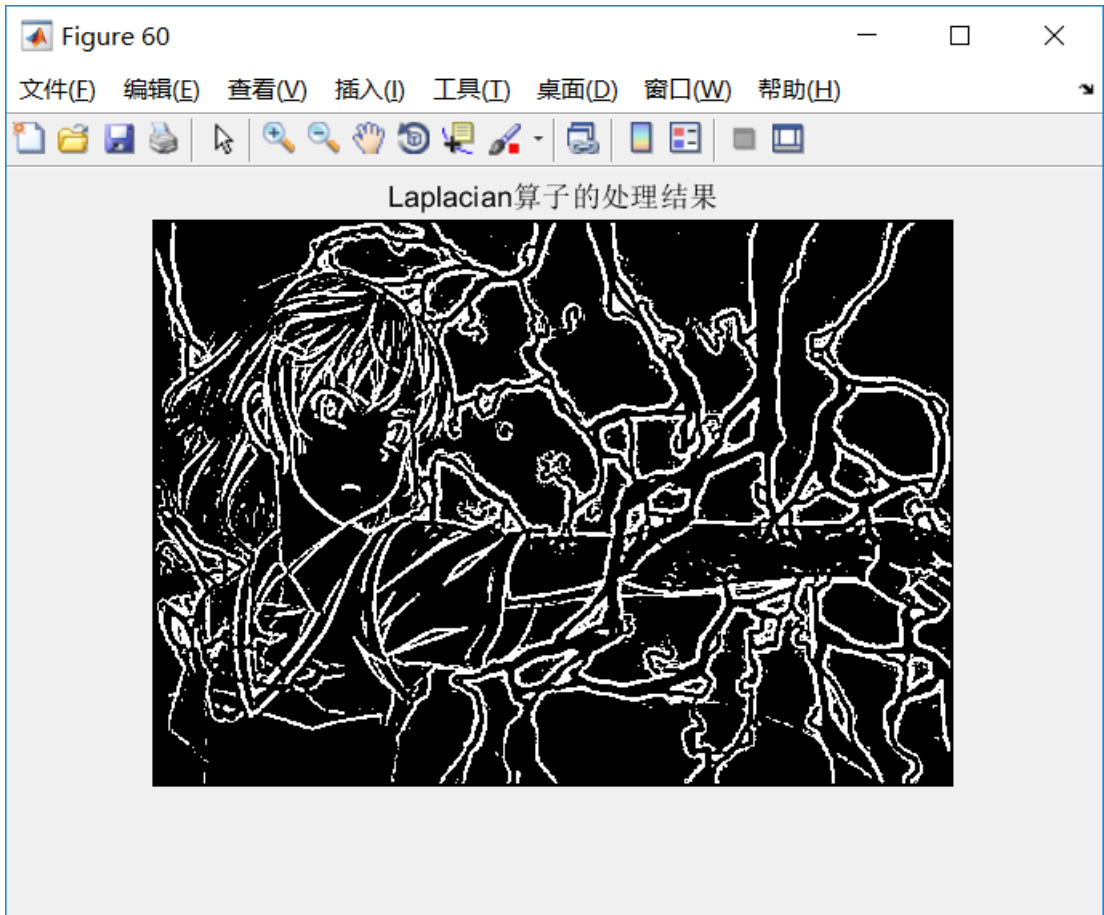 Figure 60
文件(F) 编辑(E) 查看(V) 插入(I) 工具(T) 桌面(D) 窗口(W) 帮助(H)
Laplacian算子的处理结果